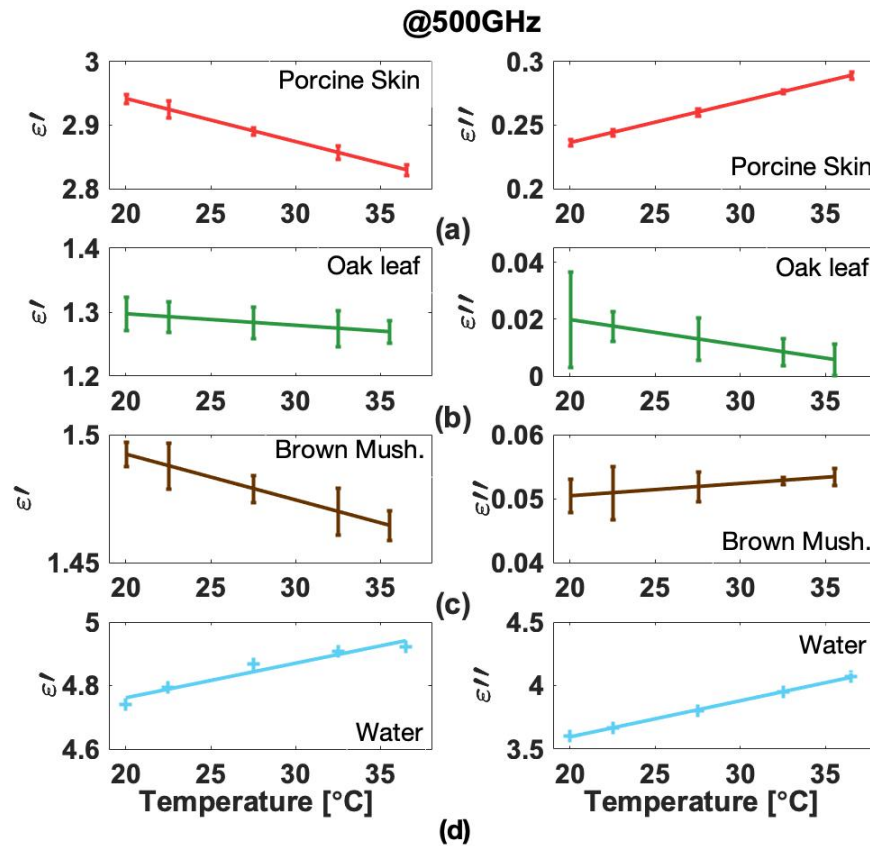 @500GHz
3
2.9
2.8
ε′
Porcine Skin
20 25 30 35
0.3
0.25
0.2
ε′′
Porcine Skin
20 25 30 35
(a)
1.4
1.3
1.2
ε′
Oak leaf
20 25 30 35
0.04
0.02
0
ε′′
Oak leaf
20 25 30 35
(b)
1.5
1.45
ε′
Brown Mush.
20 25 30 35
0.06
0.05
0.04
ε′′
Brown Mush.
20 25 30 35
(c)
5
4.8
4.6
ε′
Water
20 25 30 35
Temperature [°C]
4.5
4
3.5
ε′′
Water
20 25 30 35
Temperature [°C]
(d)